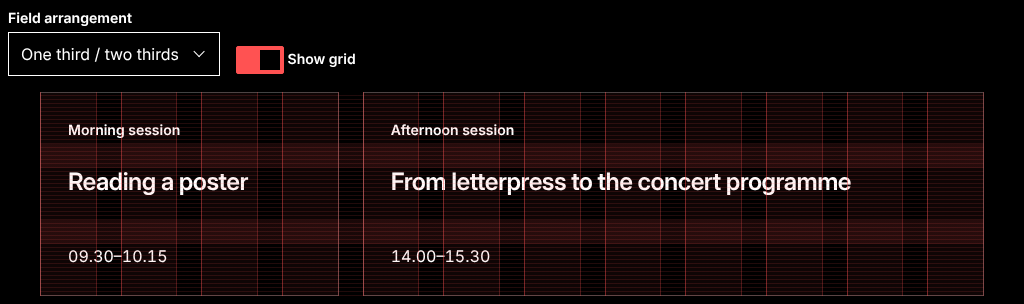 Field arrangement
One third / two thirds
Show grid
Morning session
Reading a poster
09.30–10.15
Afternoon session
From letterpress to the concert programme
14.00–15.30